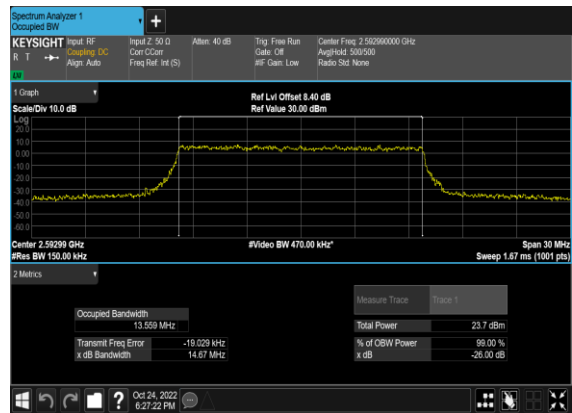 Spectrum Analyzer 1
Occupied BW
+
KEYSIGHT Input: RF Input Z: 50 Ω Atten: 40 dB Trig: Free Run Center Freq: 2.592990000 GHz
R T Coupling: DC Corr CCorr Gate: Off Avg|Hold: 500/500
Align: Auto Freq Ref: Int (S) #IF Gain: Low Radio Std: None
1 Graph Ref Lvl Offset 8.40 dB
Scale/Div 10.0 dB Ref Value 30.00 dBm
Log
20.0
10.0
0.00
-10.0
-20.0
-30.0
-40.0
-50.0
-60.0
Center 2.59299 GHz #Video BW 470.00 kHz* Span 30 MHz
#Res BW 150.00 kHz Sweep 1.67 ms (1001 pts)
2 Metrics
Measure Trace Trace 1
Occupied Bandwidth
13.559 MHz Total Power 23.7 dBm
Transmit Freq Error -19.029 kHz % of OBW Power 99.00 %
x dB Bandwidth 14.67 MHz x dB -26.00 dB
? Oct 24, 2022
6:27:22 PM